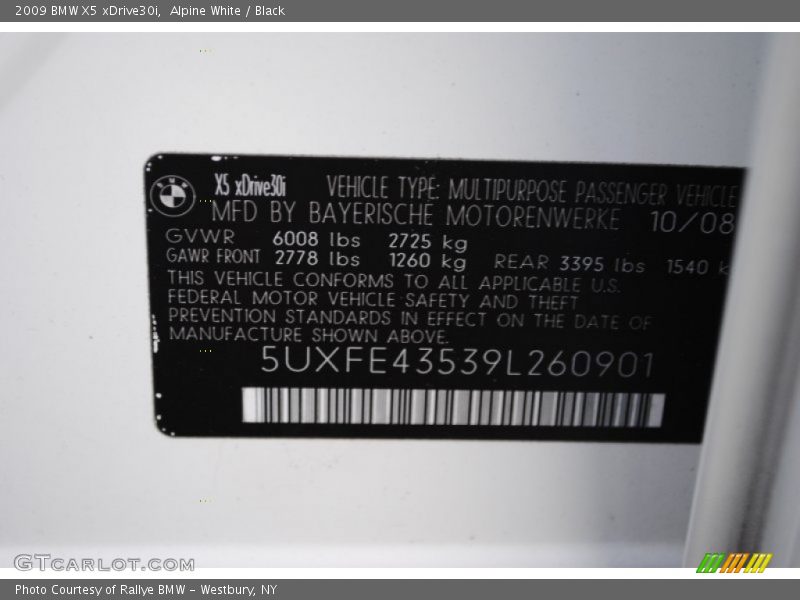 2009 BMW X5 xDrive30i, Alpine White / Black
X5 xDrive30i VEHICLE TYPE: MULTIPURPOSE PASSENGER VEHICLE
MFD BY BAYERISCHE MOTORENWERKE 10/08
GVWR 6008 lbs 2725 kg
GAWR FRONT 2778 lbs 1260 kg REAR 3395 lbs 1540 k
THIS VEHICLE CONFORMS TO ALL APPLICABLE U.S.
FEDERAL MOTOR VEHICLE SAFETY AND THEFT
PREVENTION STANDARDS IN EFFECT ON THE DATE OF
MANUFACTURE SHOWN ABOVE.
5UXFE43539L260901
GTCARLOT.COM
Photo Courtesy of Rallye BMW - Westbury, NY